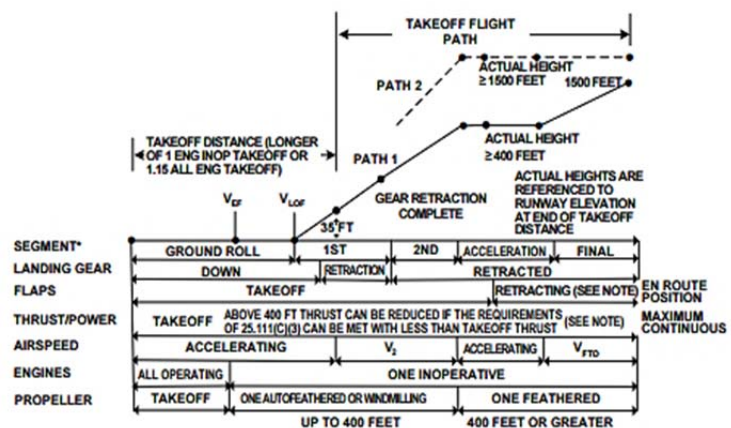 TAKEOFF FLIGHT
PATH
ACTUAL HEIGHT
≥1500 FEET
1500 FEET
PATH 2
TAKEOFF DISTANCE (LONGER
OF 1 ENG INOP TAKEOFF OR
1.15 ALL ENG TAKEOFF)
PATH 1
ACTUAL HEIGHT
≥400 FEET
ACTUAL HEIGHTS ARE
REFERENCED TO
RUNWAY ELEVATION
AT END OF TAKEOFF
DISTANCE
GEAR RETRACTION
COMPLETE
VEF
VLOF
35 FT
SEGMENT*
GROUND ROLL
1ST
2ND
ACCELERATION
FINAL
LANDING GEAR
DOWN
RETRACTION
RETRACTED
FLAPS
TAKEOFF
RETRACTING (SEE NOTE)
EN ROUTE
POSITION
THRUST/POWER
TAKEOFF
ABOVE 400 FT THRUST CAN BE REDUCED IF THE REQUIREMENTS
OF 25.111(C)(3) CAN BE MET WITH LESS THAN TAKEOFF THRUST
(SEE NOTE)
MAXIMUM
CONTINUOUS
AIRSPEED
ACCELERATING
V2
ACCELERATING
VFTO
ENGINES
ALL OPERATING
ONE INOPERATIVE
PROPELLER
TAKEOFF
ONE AUTOFEATHERED OR WINDMILLING
ONE FEATHERED
UP TO 400 FEET
400 FEET OR GREATER